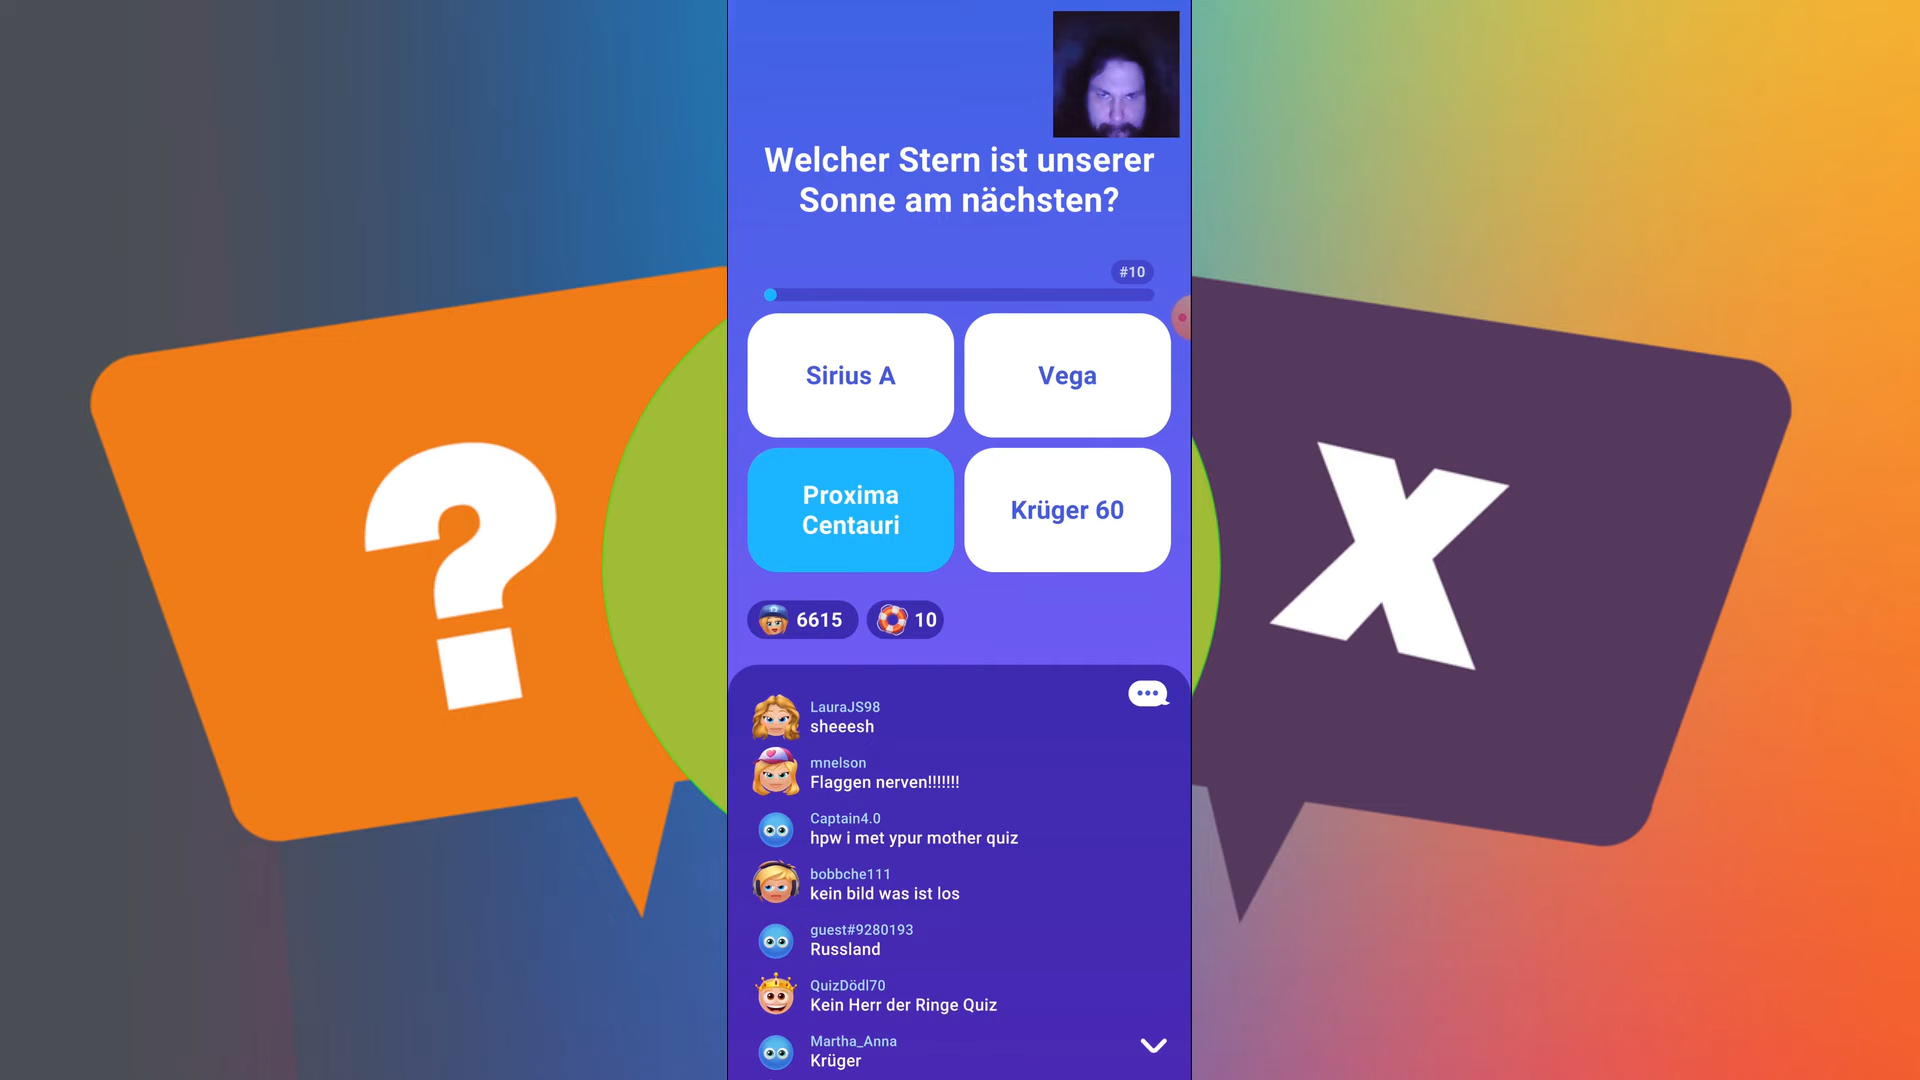 Welcher Stern ist unserer
Sonne am nächsten?
#10
Sirius A
Vega
Proxima
Centauri
Krüger 60
6615
10
LauraJS98
sheeesh
mnelson
Flaggen nerven!!!!!!!
Captain4.0
hpw i met ypur mother quiz
bobbche111
kein bild was ist los
guest#9280193
Russland
QuizDödl70
Kein Herr der Ringe Quiz
Martha_Anna
Krüger
?
X